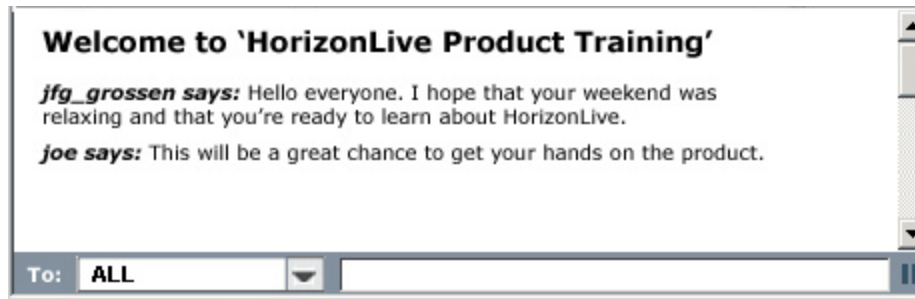 Welcome to ‘HorizonLive Product Training’
jfg_grossen says: Hello everyone. I hope that your weekend was
relaxing and that you’re ready to learn about HorizonLive.
joe says: This will be a great chance to get your hands on the product.
To: ALL